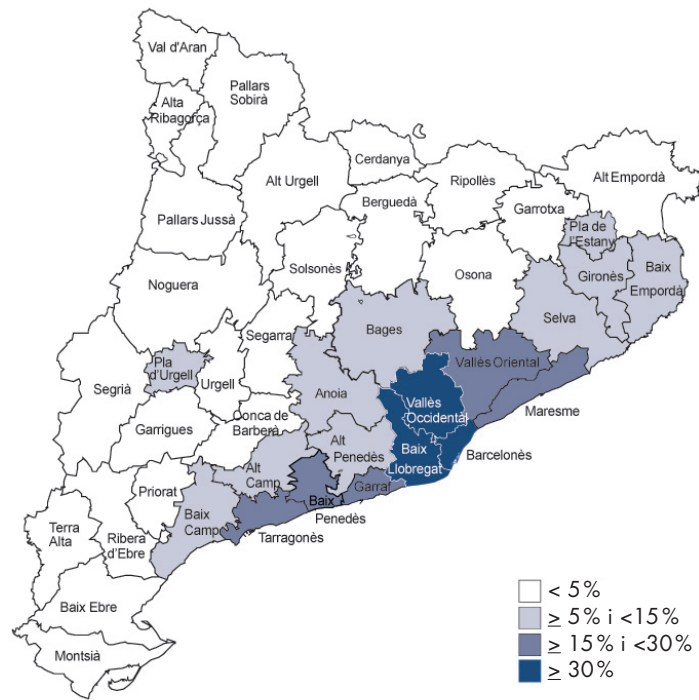 Val d'Aran
Pallars
Sobirà
Alta
Ribagorça
Cerdanya
Alt Urgell
Ripollès
Alt Empordà
Berguedà
Garrotxa
Pallars Jussà
Pla de
l'Estany
Solsonès
Osona
Gironès
Baix
Empordà
Noguera
Selva
Segarra
Bages
Vallès Oriental
Pla
d'Urgell
Segrià
Urgell
Anoia
Vallès
Occidental
Maresme
Garrigues
Conca de
Barberà
Alt
Penedès
Baix
Llobregat
Barcelonès
Alt
Camp
Priorat
Garraf
Baix
Penedès
Baix
Camp
Tarragonès
Terra
Alta
Ribera
d'Ebre
Baix Ebre
Montsià
< 5%
≥ 5% i <15%
≥ 15% i <30%
≥ 30%